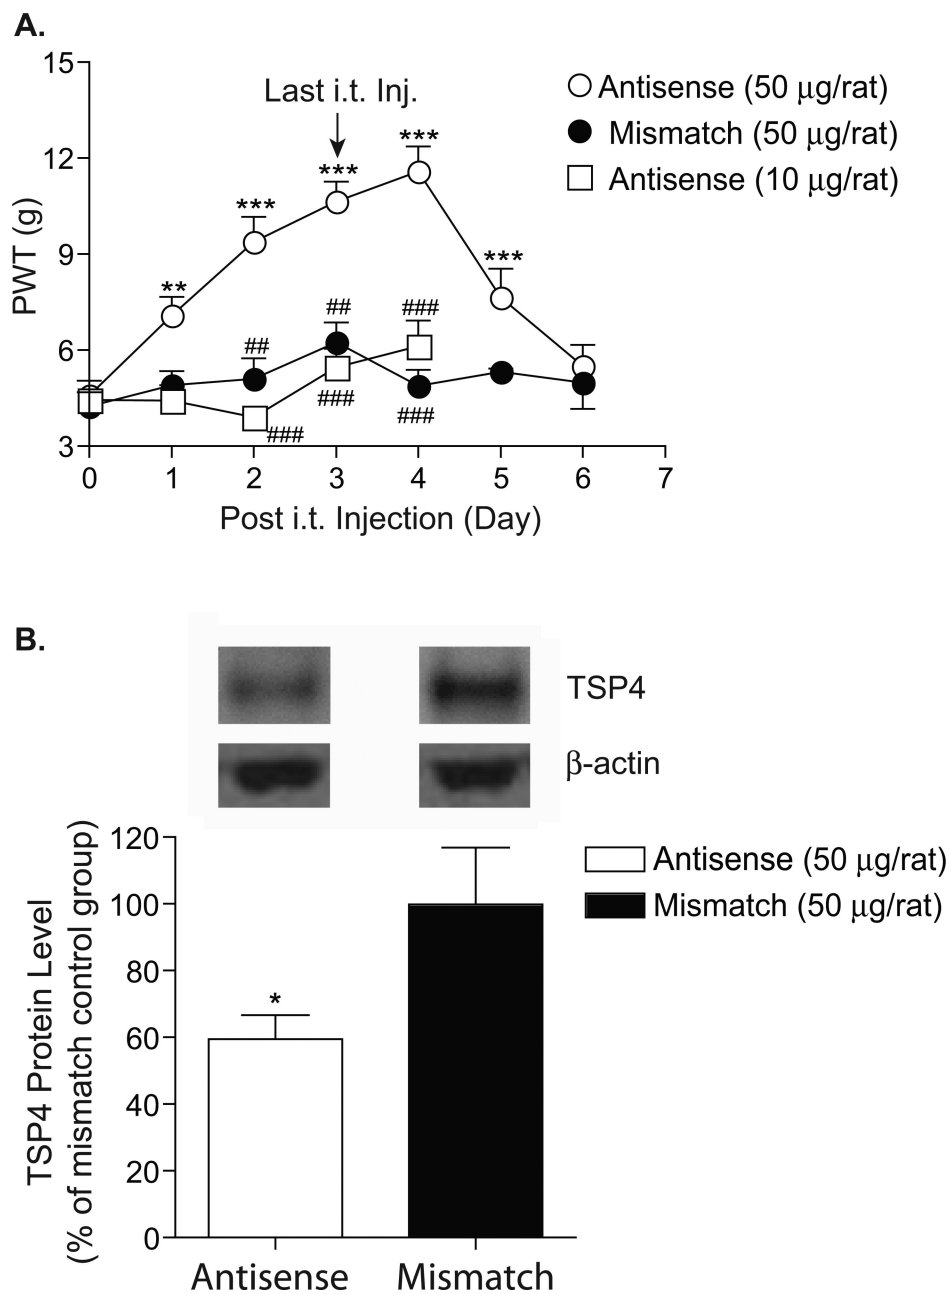 A.
15
12
9
6
3
PWT (g)
Last i.t. Inj.
Antisense (50 μg/rat)
Mismatch (50 μg/rat)
Antisense (10 μg/rat)
**
***
***
***
***
##
##
###
###
###
###
0 1 2 3 4 5 6 7
Post i.t. Injection (Day)
B.
TSP4
β-actin
TSP4 Protein Level
(% of mismatch control group)
120
100
80
60
40
20
0
*
Antisense (50 μg/rat)
Mismatch (50 μg/rat)
Antisense Mismatch